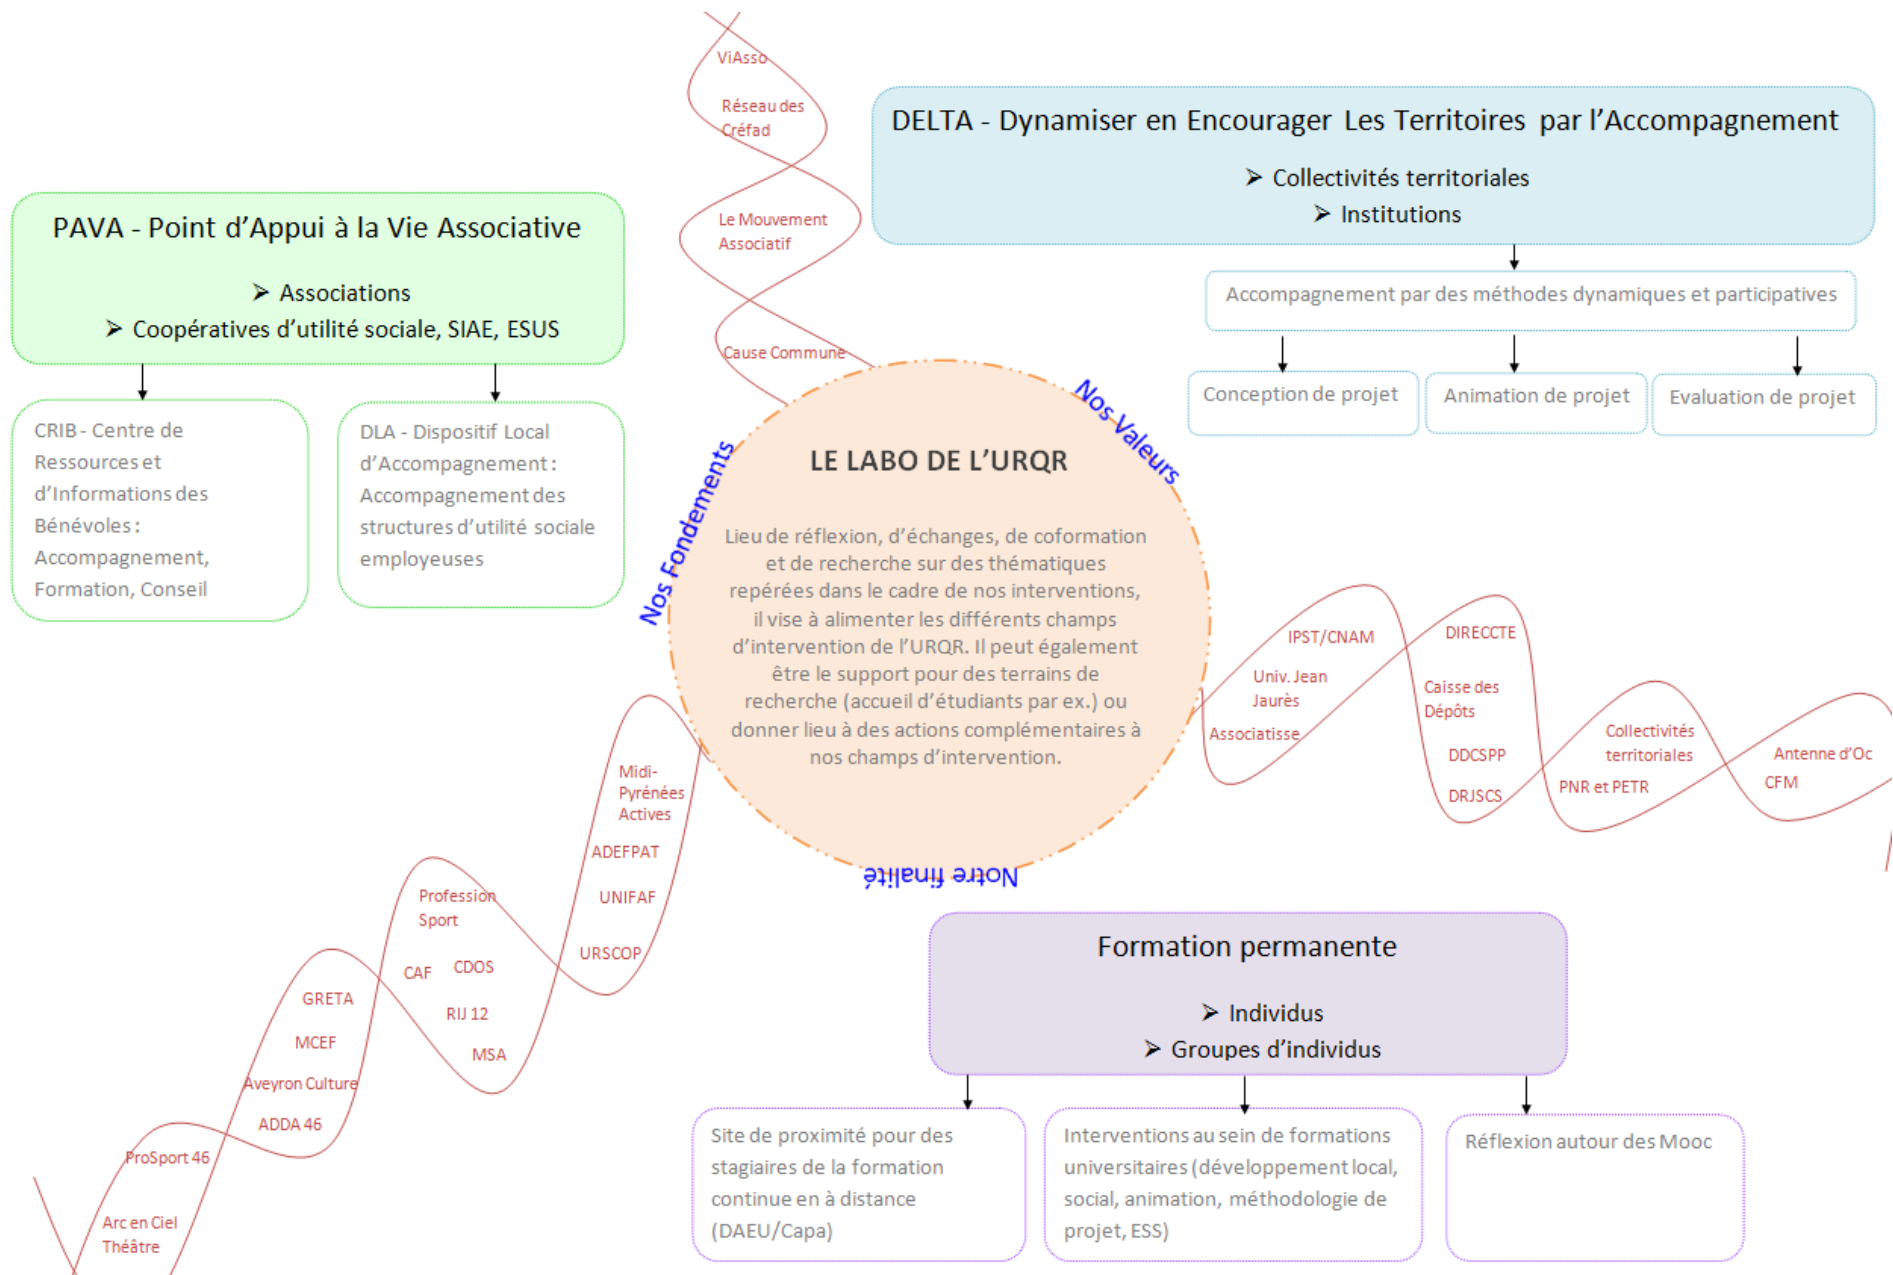 ViAsso
Réseau des
Créfad
Le Mouvement
Associatif
Cause Commune
DELTA - Dynamiser en Encourager Les Territoires par l’Accompagnement
➢ Collectivités territoriales
➢ Institutions
Accompagnement par des méthodes dynamiques et participatives
Conception de projet
Animation de projet
Evaluation de projet
PAVA - Point d’Appui à la Vie Associative
➢ Associations
➢ Coopératives d’utilité sociale, SIAE, ESUS
CRIB - Centre de
Ressources et
d’Informations des
Bénévoles :
Accompagnement,
Formation, Conseil
DLA - Dispositif Local
d’Accompagnement :
Accompagnement des
structures d’utilité sociale
employeuses
Nos Fondements
Nos Valeurs
LE LABO DE L’URQR
Lieu de réflexion, d’échanges, de coformation
et de recherche sur des thématiques
repérées dans le cadre de nos interventions,
il vise à alimenter les différents champs
d’intervention de l’URQR. Il peut également
être le support pour des terrains de
recherche (accueil d’étudiants par ex.) ou
donner lieu à des actions complémentaires à
nos champs d’intervention.
Notre finalité
IPST/CNAM
Univ. Jean
Jaurès
Associatisse
DIRECCTE
Caisse des
Dépôts
DDCSPP
DRJSCS
Collectivités
territoriales
PNR et PETR
Antenne d’Oc
CFM
Midi-
Pyrénées
Actives
ADEFPAT
UNIFAF
URSCOP
Profession
Sport
CAF
CDOS
RIJ 12
MSA
GRETA
MCEF
Aveyron Culture
ADDA 46
ProSport 46
Arc en Ciel
Théâtre
Formation permanente
➢ Individus
➢ Groupes d’individus
Site de proximité pour des
stagiaires de la formation
continue en à distance
(DAEU/Capa)
Interventions au sein de formations
universitaires (développement local,
social, animation, méthodologie de
projet, ESS)
Réflexion autour des Mooc